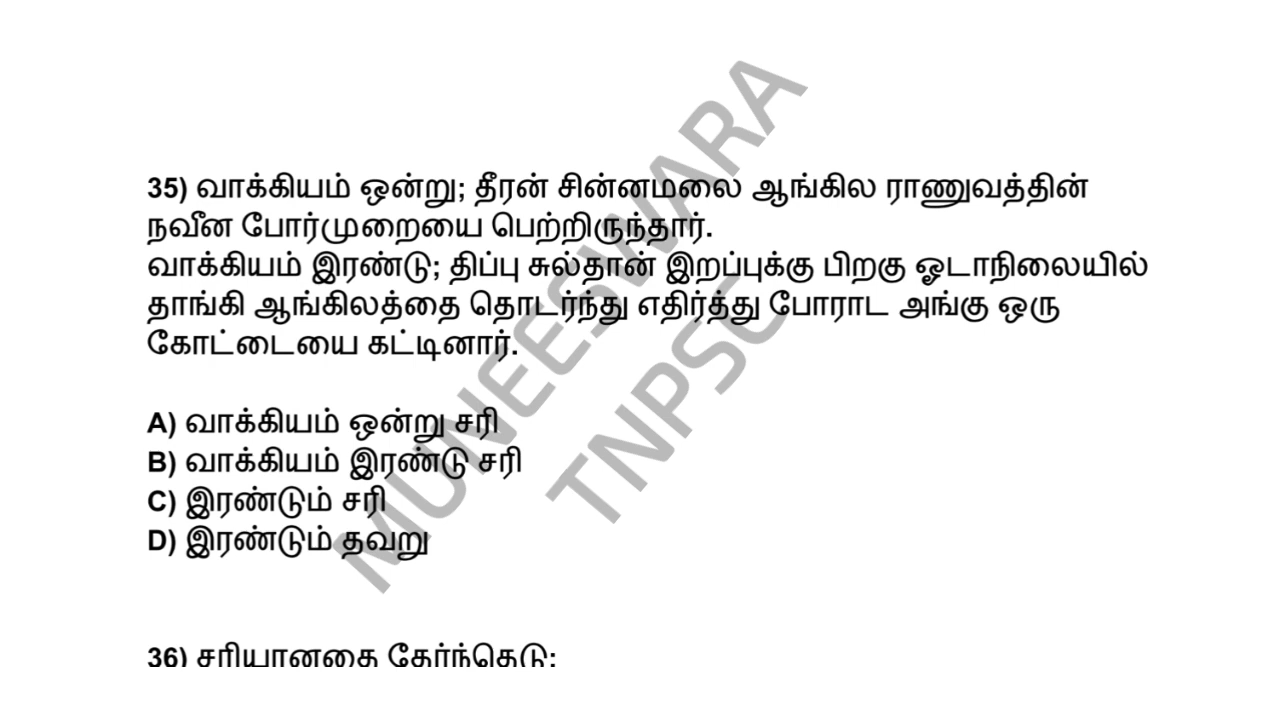 35) வாக்கியம் ஒன்று; தீரன் சின்னமலை ஆங்கில ராணுவத்தின்
நவீன போர்முறையை பெற்றிருந்தார்.
வாக்கியம் இரண்டு; திப்பு சுல்தான் இறப்புக்கு பிறகு ஓடாநிலையில்
தாங்கி ஆங்கிலத்தை தொடர்ந்து எதிர்த்து போராட அங்கு ஒரு
கோட்டையை கட்டினார்.
A) வாக்கியம் ஒன்று சரி
B) வாக்கியம் இரண்டு சரி
C) இரண்டும் சரி
D) இரண்டும் தவறு
36) சரியானதை தேர்ந்தெடு:
MUNEESWARA
TNPSC